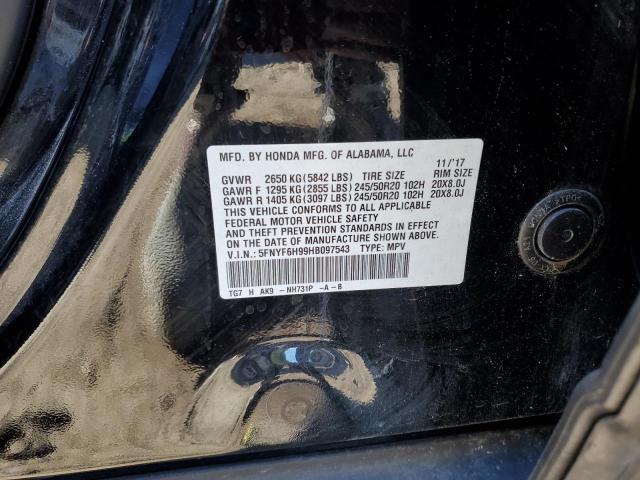 MFD. BY HONDA MFG. OF ALABAMA, LLC 11/'17
GVWR 2650 KG (5842 LBS) TIRE SIZE RIM SIZE
GAWR F 1295 KG (2855 LBS) 245/50R20 102H 20X8.0J
GAWR R 1405 KG (3097 LBS) 245/50R20 102H 20X8.0J
THIS VEHICLE CONFORMS TO ALL APPLICABLE
FEDERAL MOTOR VEHICLE SAFETY
AND THEFT PREVENTION STANDARDS IN EFFECT
ON THE DATE OF MANUFACTURE SHOWN ABOVE.
V.I.N.: 5FNYF6H99HB097543 TYPE: MPV
TG7 H AK9 -NH731P -A-B